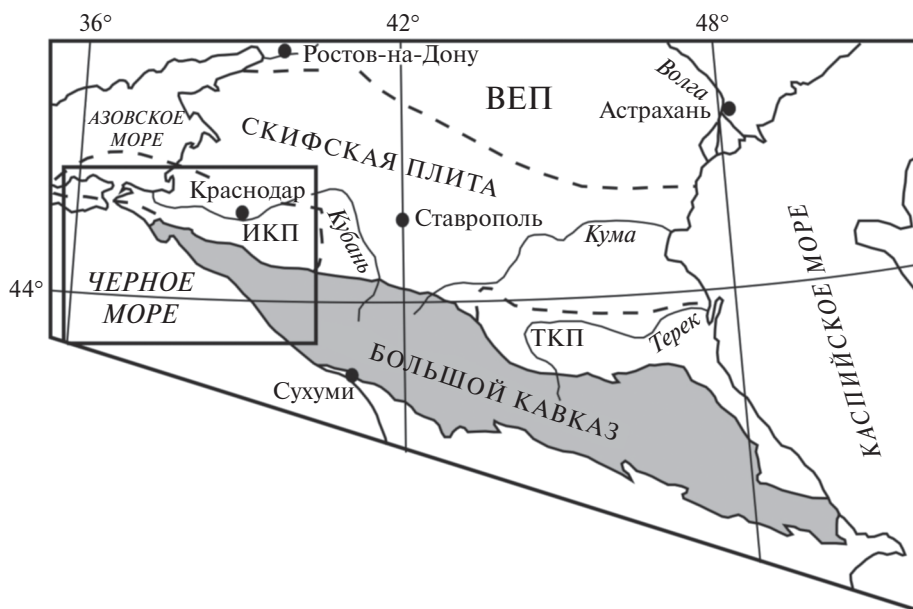 36°
42°
48°
Ростов-на-Дону
Волга
ВЕП
Астрахань
АЗОВСКОЕ
МОРЕ
СКИФСКАЯ ПЛИТА
Краснодар
Ставрополь
ИКП
Кубань
Кума
КАСПИЙСКОЕ МОРЕ
ЧЕРНОЕ
МОРЕ
44°
ТКП
Терек
БОЛЬШОЙ КАВКАЗ
Сухуми